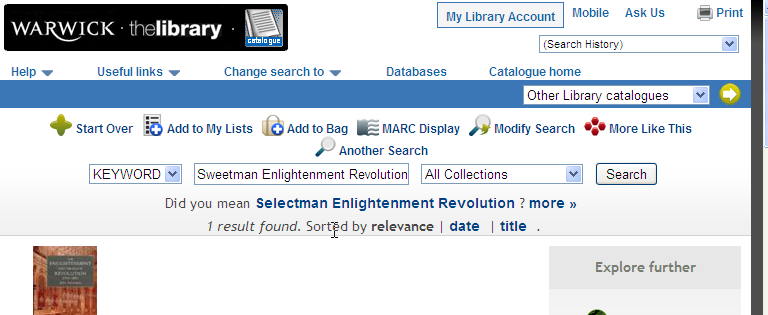 WARWICK · thelibrary ·
catalogue
My Library Account Mobile Ask Us Print
(Search History)
Help Useful links Change search to Databases Catalogue home
Other Library catalogues
Start Over Add to My Lists Add to Bag MARC Display Modify Search More Like This
Another Search
KEYWORD Sweetman Enlightenment Revolution All Collections Search
Did you mean Selectman Enlightenment Revolution ? more »
1 result found. Sorted by relevance | date | title .
THE ENLIGHTENMENT
REVOLUTION
Explore further